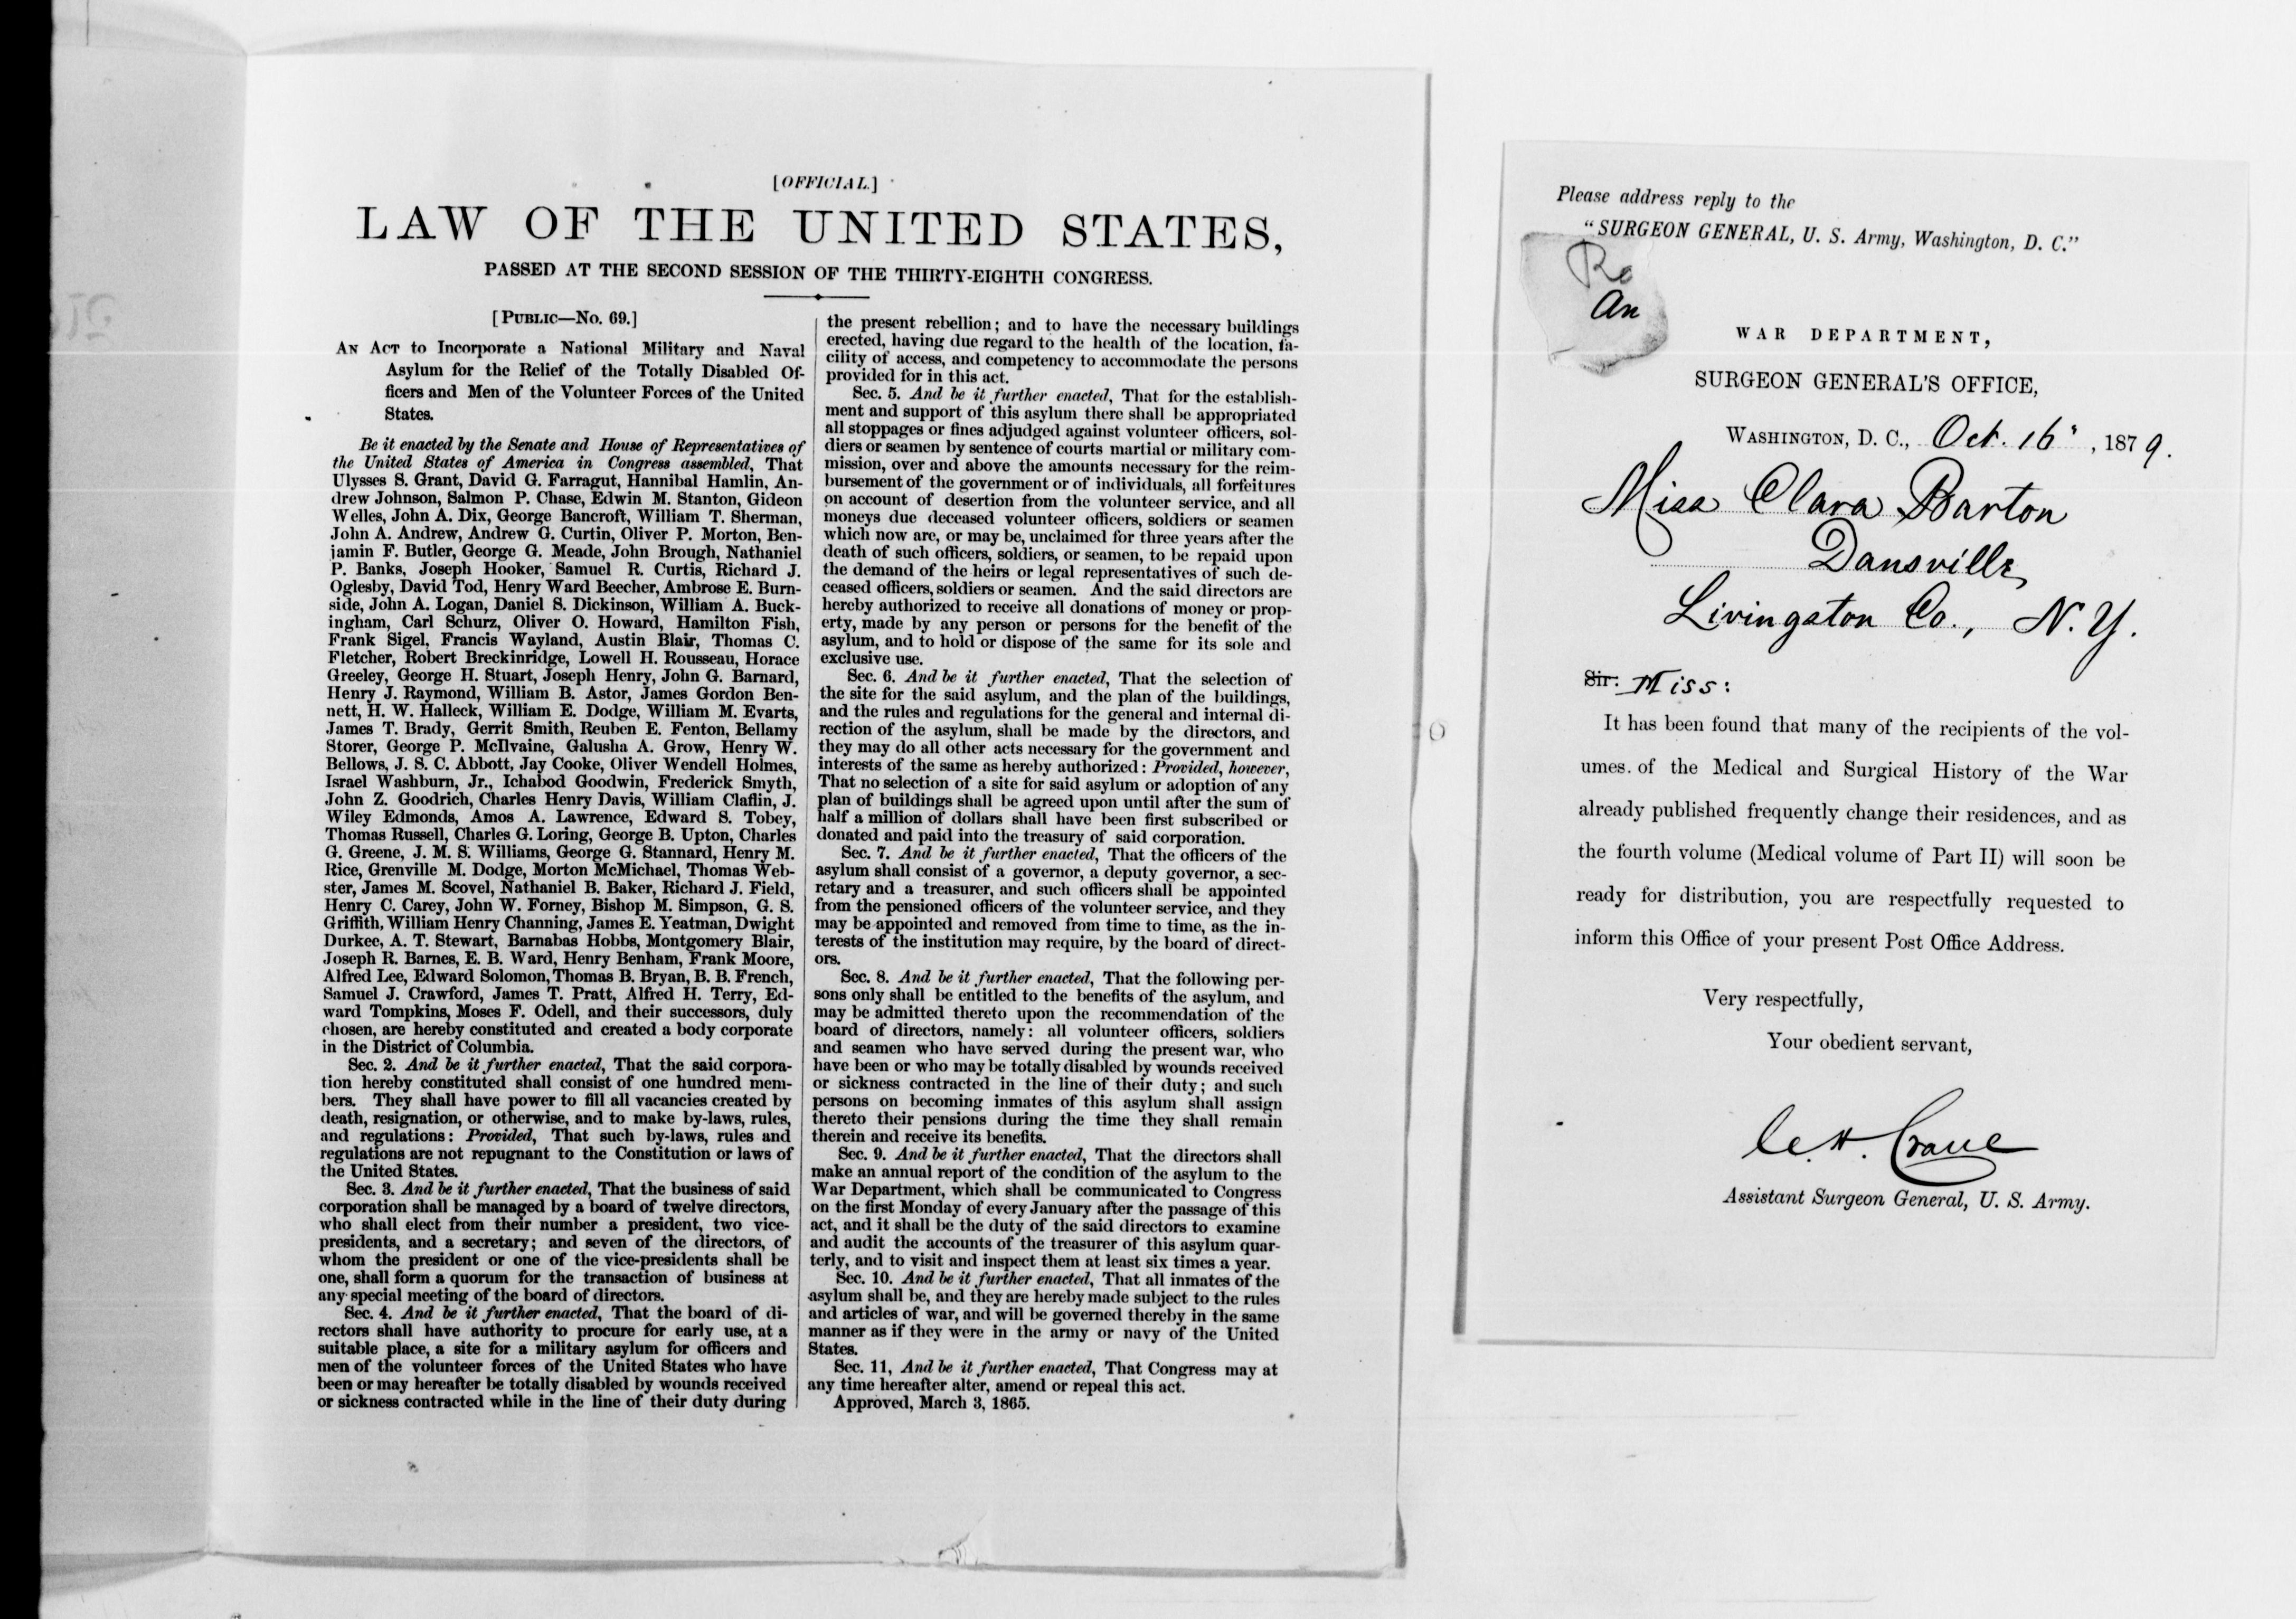 [OFFICIAL.]
LAW OF THE UNITED STATES,
PASSED AT THE SECOND SESSION OF THE THIRTY-EIGHTH CONGRESS.
[PUBLIC—No. 69.]
AN ACT to Incorporate a National Military and Naval
Asylum for the Relief of the Totally Disabled Of-
ficers and Men of the Volunteer Forces of the United
States.
Be it enacted by the Senate and House of Representatives of
the United States of America in Congress assembled, That
Ulysses S. Grant, David G. Farragut, Hannibal Hamlin, An-
drew Johnson, Salmon P. Chase, Edwin M. Stanton, Gideon
Welles, John A. Dix, George Bancroft, William T. Sherman,
John A. Andrew, Andrew G. Curtin, Oliver P. Morton, Ben-
jamin F. Butler, George G. Meade, John Brough, Nathaniel
P. Banks, Joseph Hooker, Samuel R. Curtis, Richard J.
Oglesby, David Tod, Henry Ward Beecher, Ambrose E. Burn-
side, John A. Logan, Daniel S. Dickinson, William A. Buck-
ingham, Carl Schurz, Oliver O. Howard, Hamilton Fish,
Frank Sigel, Francis Wayland, Austin Blair, Thomas C.
Fletcher, Robert Breckinridge, Lowell H. Rousseau, Horace
Greeley, George H. Stuart, Joseph Henry, John G. Barnard,
Henry J. Raymond, William B. Astor, James Gordon Ben-
nett, H. W. Halleck, William E. Dodge, William M. Evarts,
James T. Brady, Gerrit Smith, Reuben E. Fenton, Bellamy
Storer, George P. McIlvaine, Galusha A. Grow, Henry W.
Bellows, J. S. C. Abbott, Jay Cooke, Oliver Wendell Holmes,
Israel Washburn, Jr., Ichabod Goodwin, Frederick Smyth,
John Z. Goodrich, Charles Henry Davis, William Claflin, J.
Wiley Edmonds, Amos A. Lawrence, Edward S. Tobey,
Thomas Russell, Charles G. Loring, George B. Upton, Charles
G. Greene, J. M. S. Williams, George G. Stannard, Henry M.
Rice, Grenville M. Dodge, Morton McMichael, Thomas Web-
ster, James M. Scovel, Nathaniel B. Baker, Richard J. Field,
Henry C. Carey, John W. Forney, Bishop M. Simpson, G. S.
Griffith, William Henry Channing, James E. Yeatman, Dwight
Durkee, A. T. Stewart, Barnabas Hobbs, Montgomery Blair,
Joseph R. Barnes, E. B. Ward, Henry Benham, Frank Moore,
Alfred Lee, Edward Solomon, Thomas B. Bryan, B. B. French,
Samuel J. Crawford, James T. Pratt, Alfred H. Terry, Ed-
ward Tompkins, Moses F. Odell, and their successors, duly
chosen, are hereby constituted and created a body corporate
in the District of Columbia.
Sec. 2. And be it further enacted, That the said corpora-
tion hereby constituted shall consist of one hundred mem-
bers. They shall have power to fill all vacancies created by
death, resignation, or otherwise, and to make by-laws, rules,
and regulations: Provided, That such by-laws, rules and
regulations are not repugnant to the Constitution or laws of
the United States.
Sec. 3. And be it further enacted, That the business of said
corporation shall be managed by a board of twelve directors,
who shall elect from their number a president, two vice-
presidents, and a secretary; and seven of the directors, of
whom the president or one of the vice-presidents shall be
one, shall form a quorum for the transaction of business at
any special meeting of the board of directors.
Sec. 4. And be it further enacted, That the board of di-
rectors shall have authority to procure for early use, at a
suitable place, a site for a military asylum for officers and
men of the volunteer forces of the United States who have
been or may hereafter be totally disabled by wounds received
or sickness contracted while in the line of their duty during
the present rebellion; and to have the necessary buildings
erected, having due regard to the health of the location, fa-
cility of access, and competency to accommodate the persons
provided for in this act.
Sec. 5. And be it further enacted, That for the establish-
ment and support of this asylum there shall be appropriated
all stoppages or fines adjudged against volunteer officers, sol-
diers or seamen by sentence of courts martial or military com-
mission, over and above the amounts necessary for the reim-
bursement of the government or of individuals, all forfeitures
on account of desertion from the volunteer service, and all
moneys due deceased volunteer officers, soldiers or seamen
which now are, or may be, unclaimed for three years after the
death of such officers, soldiers, or seamen, to be repaid upon
the demand of the heirs or legal representatives of such de-
ceased officers, soldiers or seamen. And the said directors are
hereby authorized to receive all donations of money or prop-
erty, made by any person or persons for the benefit of the
asylum, and to hold or dispose of the same for its sole and
exclusive use.
Sec. 6. And be it further enacted, That the selection of
the site for the said asylum, and the plan of the buildings,
and the rules and regulations for the general and internal di-
rection of the asylum, shall be made by the directors, and
they may do all other acts necessary for the government and
interests of the same as hereby authorized: Provided, however,
That no selection of a site for said asylum or adoption of any
plan of buildings shall be agreed upon until after the sum of
half a million of dollars shall have been first subscribed or
donated and paid into the treasury of said corporation.
Sec. 7. And be it further enacted, That the officers of the
asylum shall consist of a governor, a deputy governor, a sec-
retary and a treasurer, and such officers shall be appointed
from the pensioned officers of the volunteer service, and they
may be appointed and removed from time to time, as the in-
terests of the institution may require, by the board of direct-
ors.
Sec. 8. And be it further enacted, That the following per-
sons only shall be entitled to the benefits of the asylum, and
may be admitted thereto upon the recommendation of the
board of directors, namely: all volunteer officers, soldiers
and seamen who have served during the present war, who
have been or who may be totally disabled by wounds received
or sickness contracted in the line of their duty; and such
persons on becoming inmates of this asylum shall assign
thereto their pensions during the time they shall remain
therein and receive its benefits.
Sec. 9. And be it further enacted, That the directors shall
make an annual report of the condition of the asylum to the
War Department, which shall be communicated to Congress
on the first Monday of every January after the passage of this
act, and it shall be the duty of the said directors to examine
and audit the accounts of the treasurer of this asylum quar-
terly, and to visit and inspect them at least six times a year.
Sec. 10. And be it further enacted, That all inmates of the
asylum shall be, and they are hereby made subject to the rules
and articles of war, and will be governed thereby in the same
manner as if they were in the army or navy of the United
States.
Sec. 11, And be it further enacted, That Congress may at
any time hereafter alter, amend or repeal this act.
Approved, March 3, 1865.
Please address reply to the
"SURGEON GENERAL, U. S. Army, Washington, D. C."
Re
An
WAR DEPARTMENT,
SURGEON GENERAL'S OFFICE,
WASHINGTON, D. C., Oct. 16", 1879.
Miss Clara Barton
Dansville,
Livingston Co., N. Y.
Sir: Miss:
It has been found that many of the recipients of the vol-
umes. of the Medical and Surgical History of the War
already published frequently change their residences, and as
the fourth volume (Medical volume of Part II) will soon be
ready for distribution, you are respectfully requested to
inform this Office of your present Post Office Address.
Very respectfully,
Your obedient servant,
C. H. Crane
Assistant Surgeon General, U. S. Army.